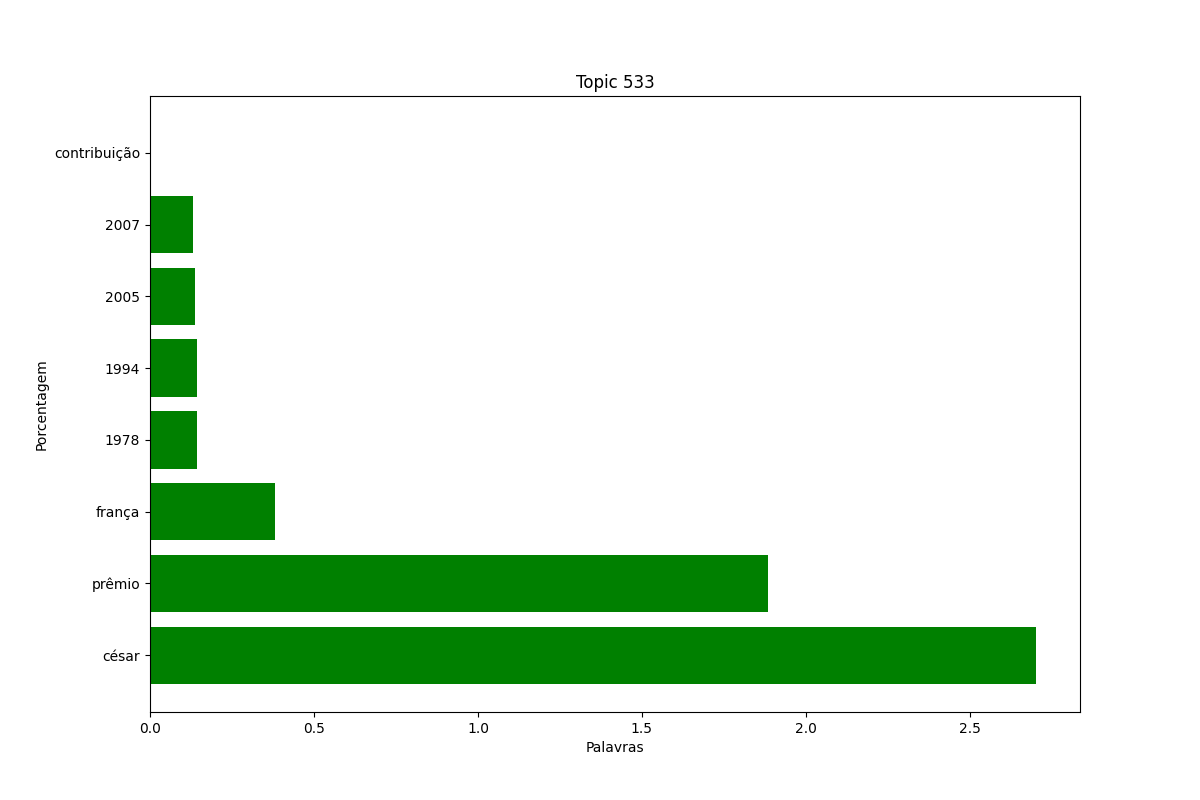 Topic 533
contribuição
2007
2005
1994
1978
frança
prêmio
césar
Porcentagem
0.0 0.5 1.0 1.5 2.0 2.5
Palavras